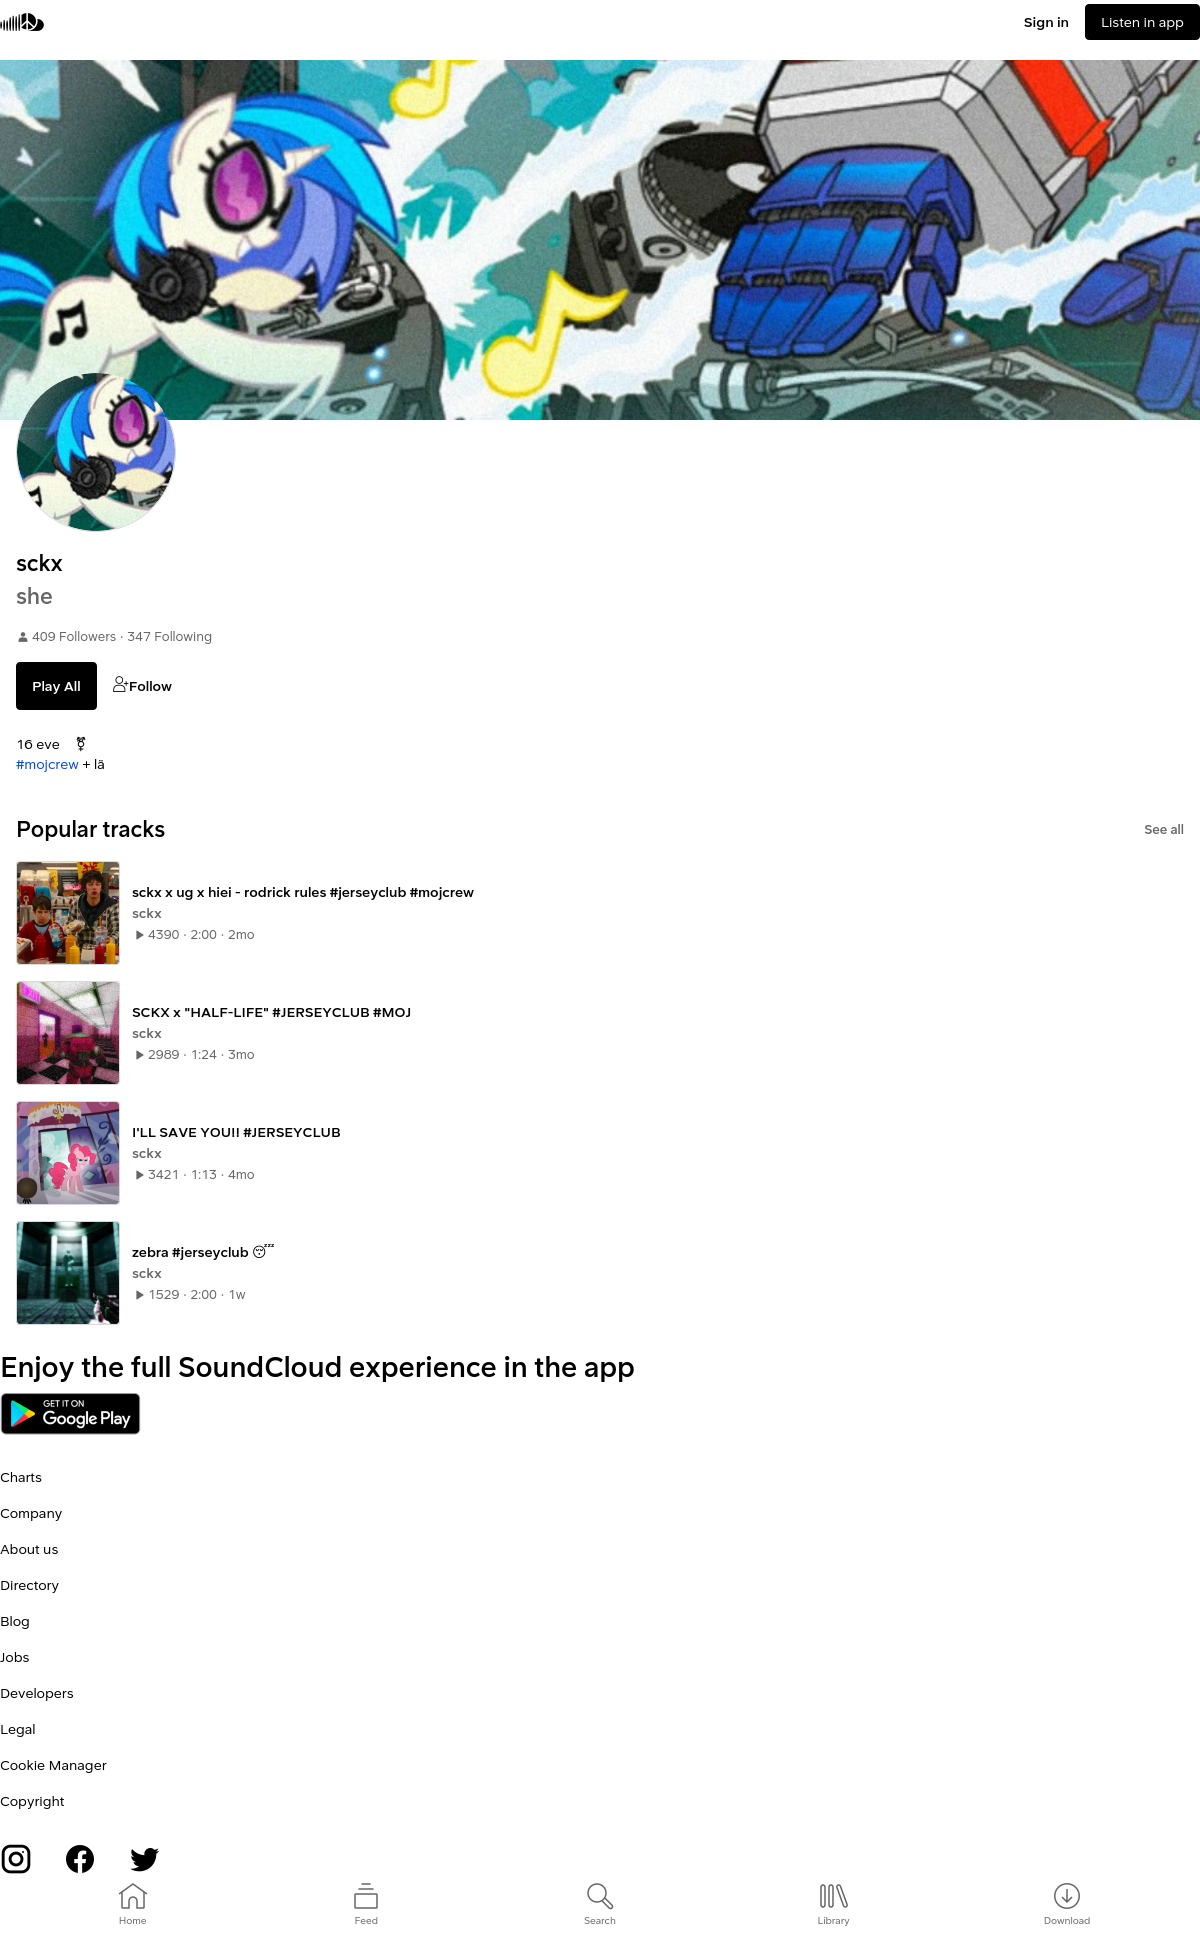 Sign in
Listen in app
sckx
she
409 Followers · 347 Following
Play All
Follow
16 eve ⚧
#mojcrew + lã
Popular tracks
See all
sckx x ug x hiei - rodrick rules #jerseyclub #mojcrew
sckx
4390 · 2:00 · 2mo
SCKX x "HALF-LIFE" #JERSEYCLUB #MOJ
sckx
2989 · 1:24 · 3mo
I'LL SAVE YOU!! #JERSEYCLUB
sckx
3421 · 1:13 · 4mo
zebra #jerseyclub 😴
sckx
1529 · 2:00 · 1w
Enjoy the full SoundCloud experience in the app
GET IT ON
Google Play
Charts
Company
About us
Directory
Blog
Jobs
Developers
Legal
Cookie Manager
Copyright
Home
Feed
Search
Library
Download